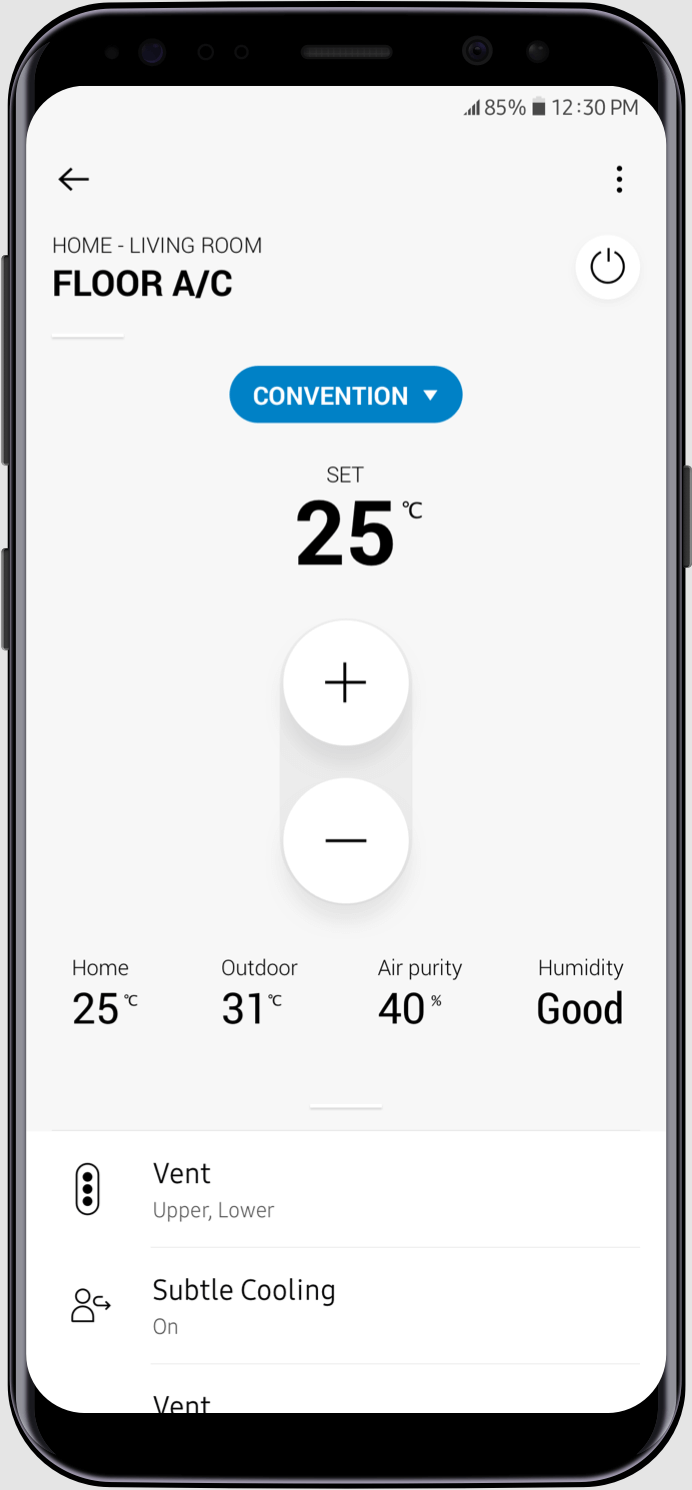 85% 12:30 PM
HOME - LIVING ROOM
FLOOR A/C
CONVENTION
SET
25 ℃
Home Outdoor Air purity Humidity
25 ℃ 31 ℃ 40 % Good
Vent
Upper, Lower
Subtle Cooling
On
Vent